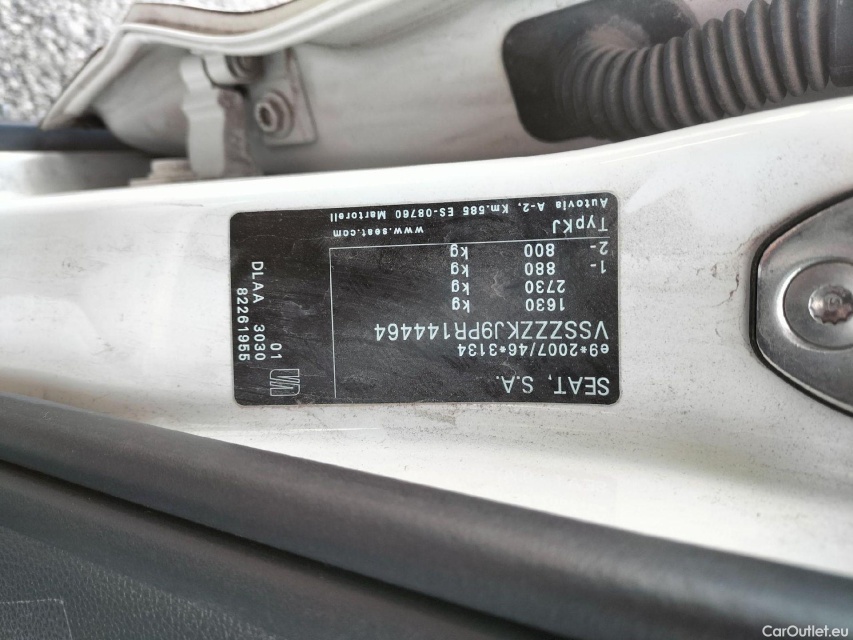 SEAT, S.A.
e9*2007/46*3134
VSSZZZKJ9PR144464
1630 kg
2730 kg
1- 880 kg
2- 800 kg
TypKJ www.seat.com
Autovia A-2, Km.585 ES-08760 Martorell
01
DLAA 3030
82261955
CarOutlet.eu